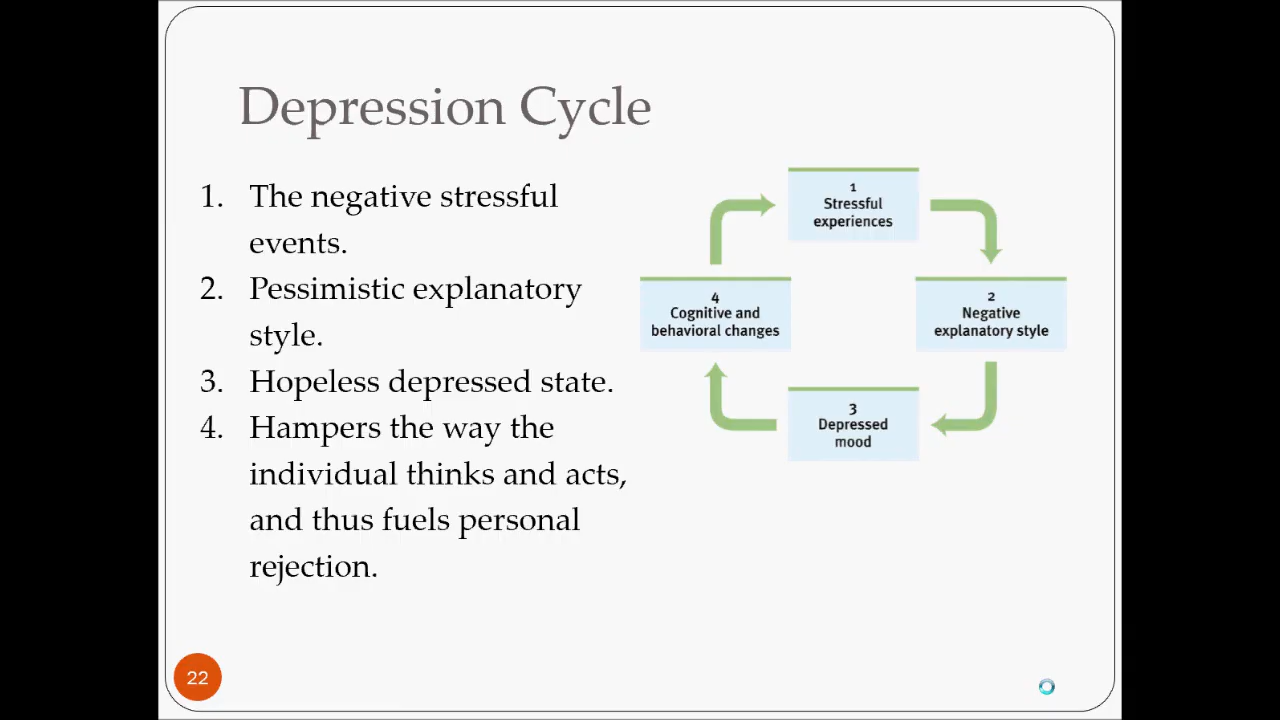 Depression Cycle
1. The negative stressful
events.
2. Pessimistic explanatory
style.
3. Hopeless depressed state.
4. Hampers the way the
individual thinks and acts,
and thus fuels personal
rejection.
1
Stressful
experiences
2
Negative
explanatory style
3
Depressed
mood
4
Cognitive and
behavioral changes
22